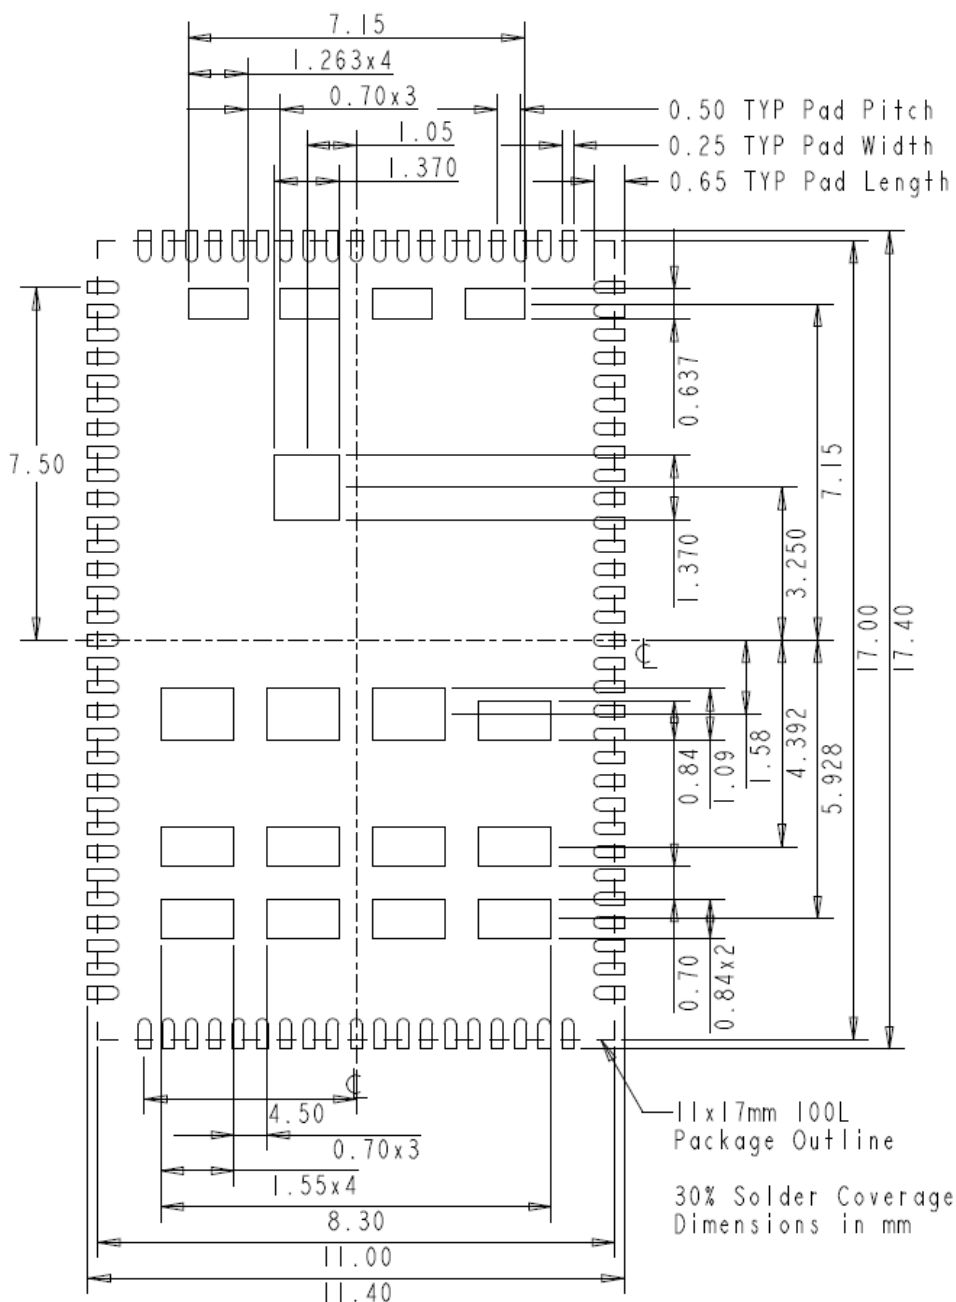 7.15
1.263x4
0.70x3
1.05
1.370
0.50 TYP Pad Pitch
0.25 TYP Pad Width
0.65 TYP Pad Length
0.637
7.50
7.15
1.370
3.250
17.00
17.40
℄
0.84
1.09
1.58
4.392
5.928
0.70
0.84x2
℄
4.50
0.70x3
1.55x4
8.30
11.00
11.40
11x17mm 100L
Package Outline
30% Solder Coverage
Dimensions in mm